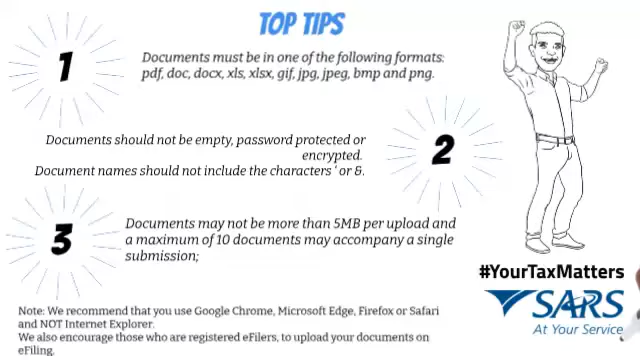 TOP TIPS
1
Documents must be in one of the following formats:
pdf, doc, docx, xls, xlsx, gif, jpg, jpeg, bmp and png.
Documents should not be empty, password protected or
encrypted.
Document names should not include the characters ‘ or &.
2
3
Documents may not be more than 5MB per upload and
a maximum of 10 documents may accompany a single
submission;
#YourTaxMatters
SARS
At Your Service
Note: We recommend that you use Google Chrome, Microsoft Edge, Firefox or Safari
and NOT Internet Explorer.
We also encourage those who are registered eFilers, to upload your documents on
eFiling.